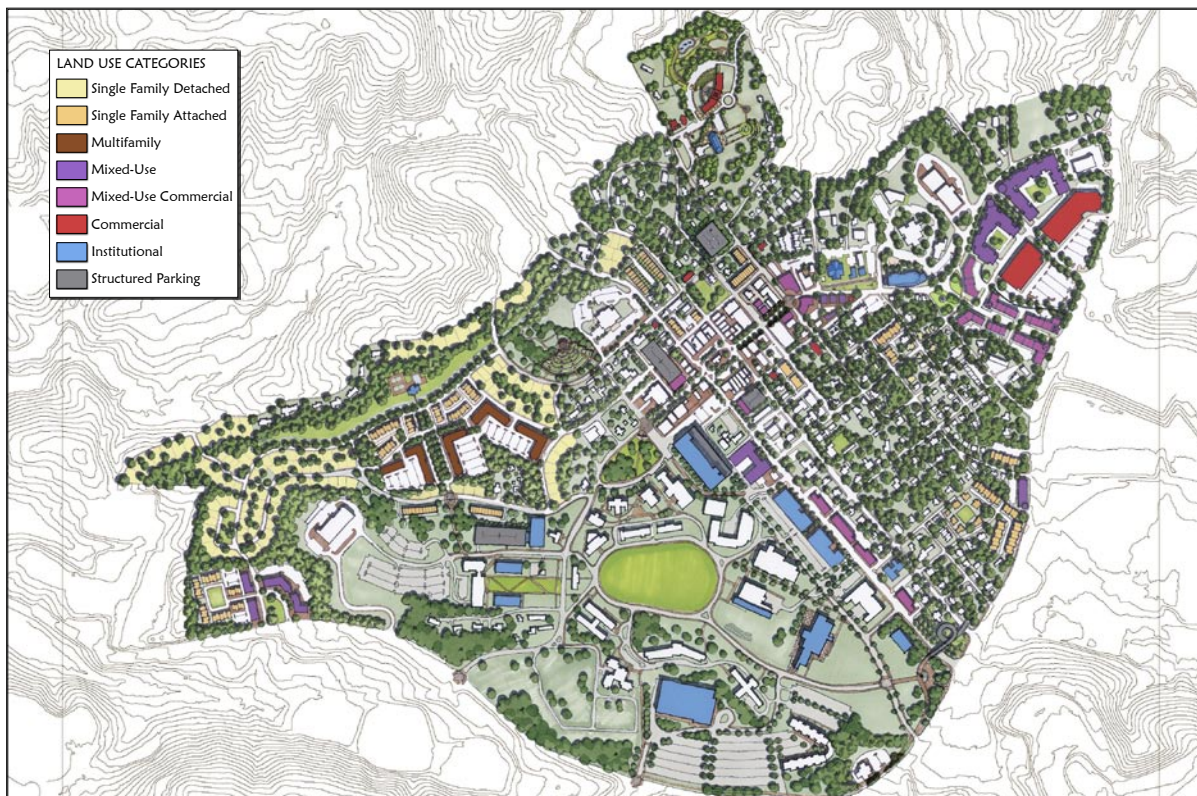 LAND USE CATEGORIES
Single Family Detached
Single Family Attached
Multifamily
Mixed-Use
Mixed-Use Commercial
Commercial
Institutional
Structured Parking